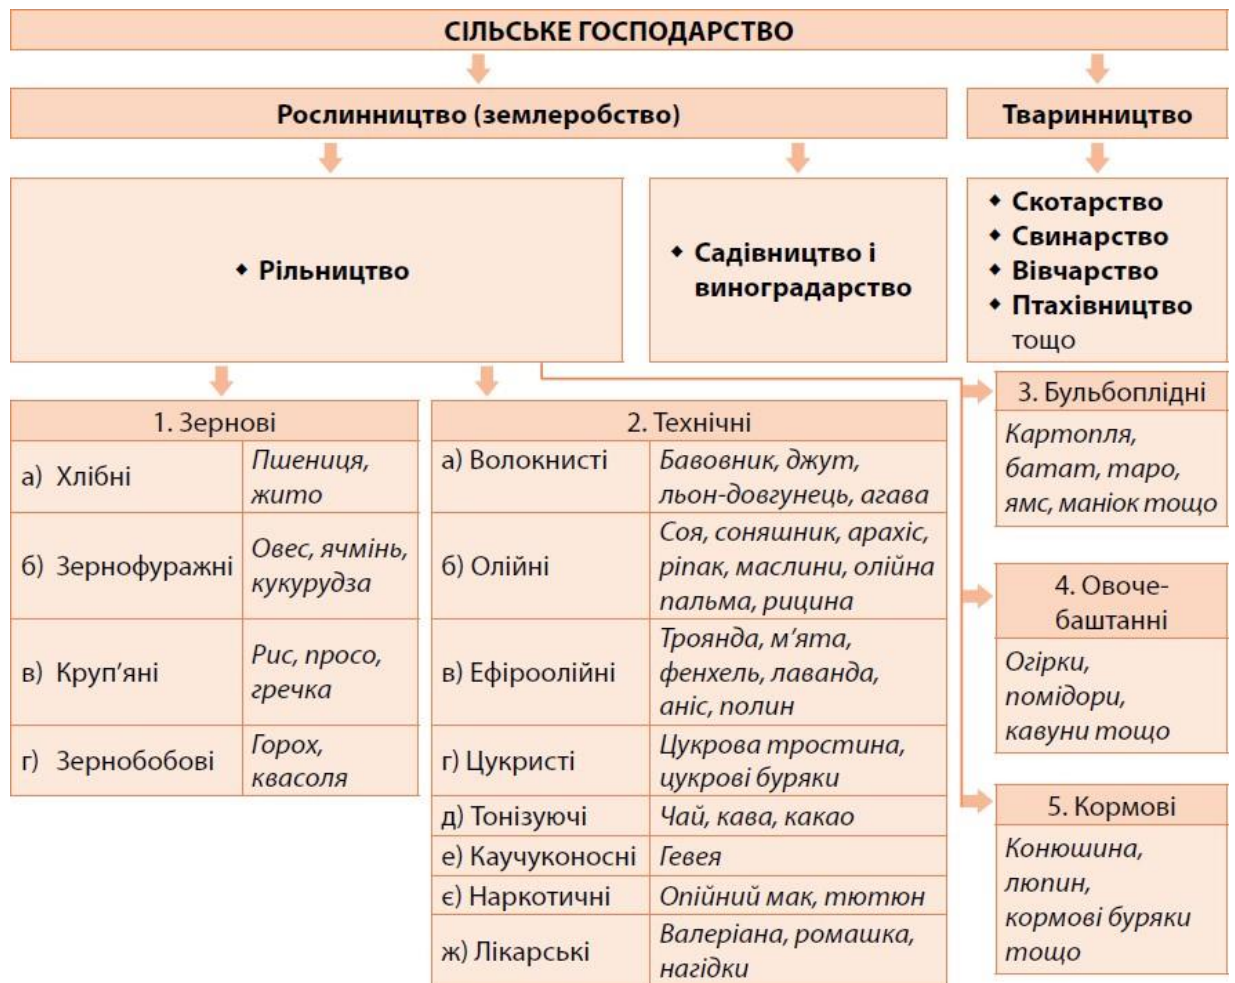 СІЛЬСЬКЕ ГОСПОДАРСТВО
Рослинництво (землеробство)
Тваринництво
◆ Рільництво
◆ Садівництво і
виноградарство
◆ Скотарство
◆ Свинарство
◆ Вівчарство
◆ Птахівництво
тощо
1. Зернові
а) Хлібні
Пшениця,
жито
б) Зернофуражні
Овес, ячмінь,
кукурудза
в) Круп’яні
Рис, просо,
гречка
г) Зернобобові
Горох,
квасоля
2. Технічні
а) Волокнисті
Бавовник, джут,
льон-довгунець, агава
б) Олійні
Соя, соняшник, арахіс,
ріпак, маслини, олійна
пальма, рицина
в) Ефіроолійні
Троянда, м’ята,
фенхель, лаванда,
аніс, полин
г) Цукристі
Цукрова тростина,
цукрові буряки
д) Тонізуючі
Чай, кава, какао
е) Каучуконосні
Гевея
є) Наркотичні
Опійний мак, тютюн
ж) Лікарські
Валеріана, ромашка,
нагідки
3. Бульбоплідні
Картопля,
батат, таро,
ямс, маніок тощо
4. Овоче-
баштанні
Огірки,
помідори,
кавуни тощо
5. Кормові
Конюшина,
люпин,
кормові буряки
тощо